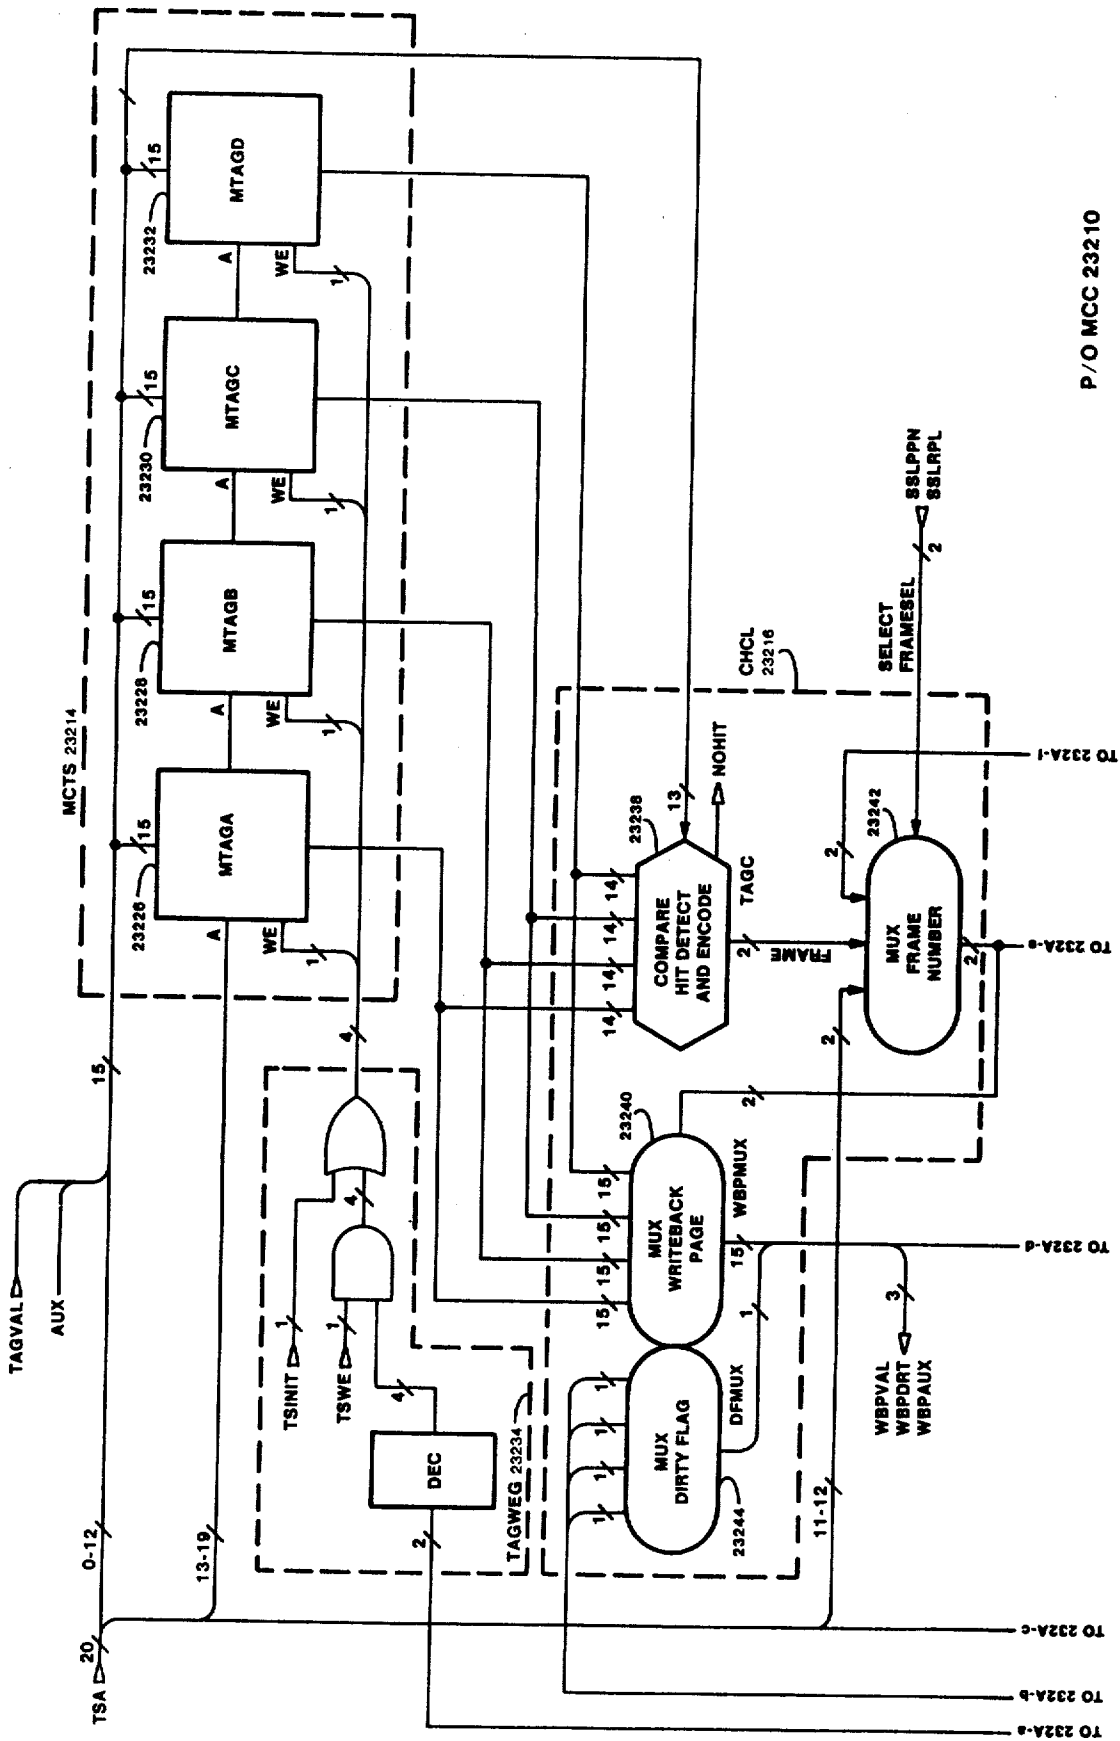 TAGVAL
AUX
TSA
20
0-12
15
13-19
MCTS 23214
23226
15
MTAGA
A
WE
1
23228
15
MTAGB
A
WE
1
23230
15
MTAGC
A
WE
1
23232
15
MTAGD
A
WE
1
4
TSINIT
1
TSWE
1
4
4
DEC
2
TAGWEG 23234
1
1
1
1
MUX
DIRTY FLAG
23244
DFMUX
1
15
15
15
15
MUX
WRITEBACK
PAGE
23240
WBPMUX
15
2
3
WBPVAL
WBPDRT
WBPAUX
14
14
14
14
COMPARE
HIT DETECT
AND ENCODE
23238
13
NOHIT
TAGC
2
FRAME
CHCL
23216
SELECT
FRAMESEL
2
SSLPPN
SSLRPL
11-12
2
2
MUX
FRAME
NUMBER
23242
2
TO 232A-a
TO 232A-b
TO 232A-c
TO 232A-d
TO 232A-e
TO 232A-f
P/O MCC 23210